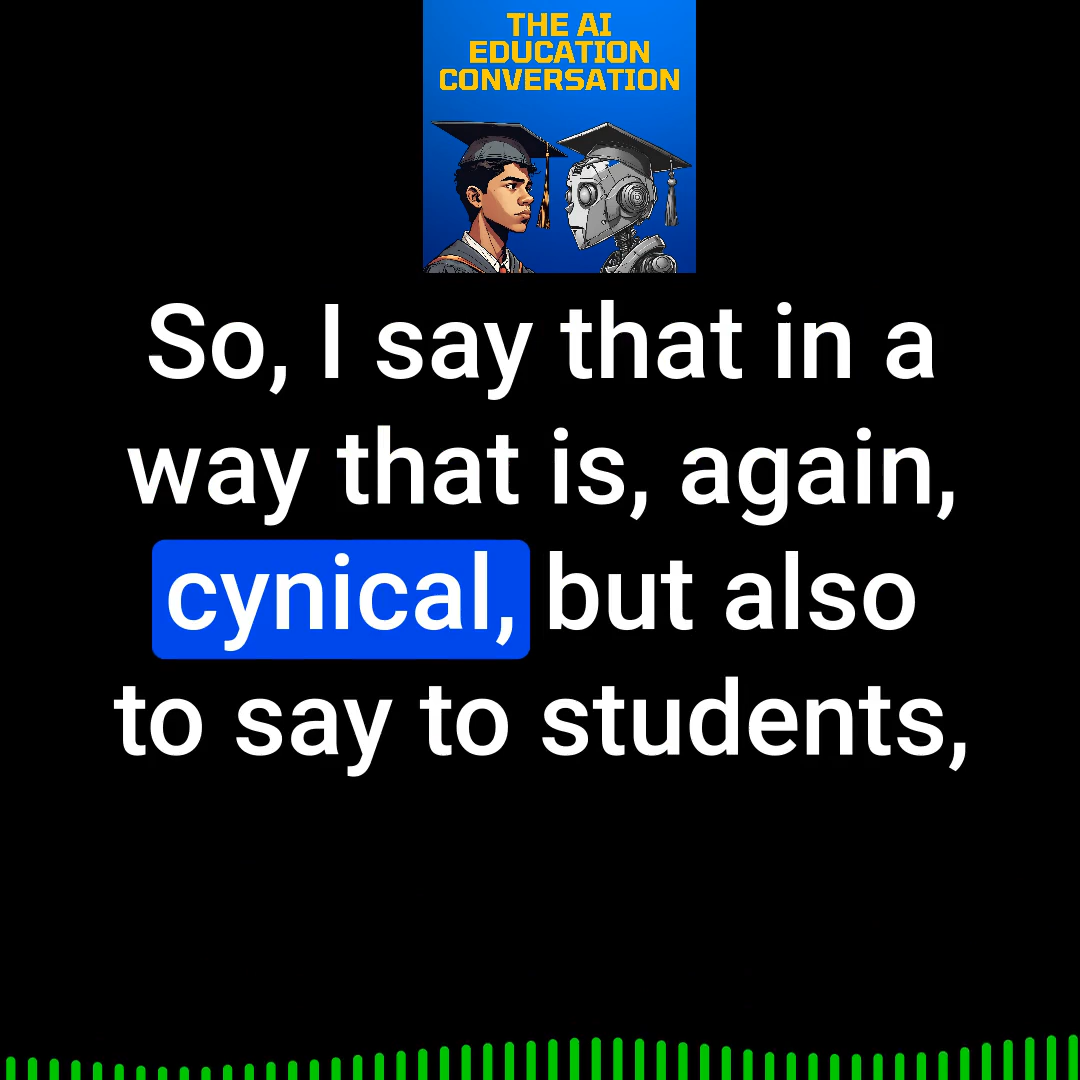 THE AI
EDUCATION
CONVERSATION
So, I say that in a
way that is, again,
cynical, but also
to say to students,